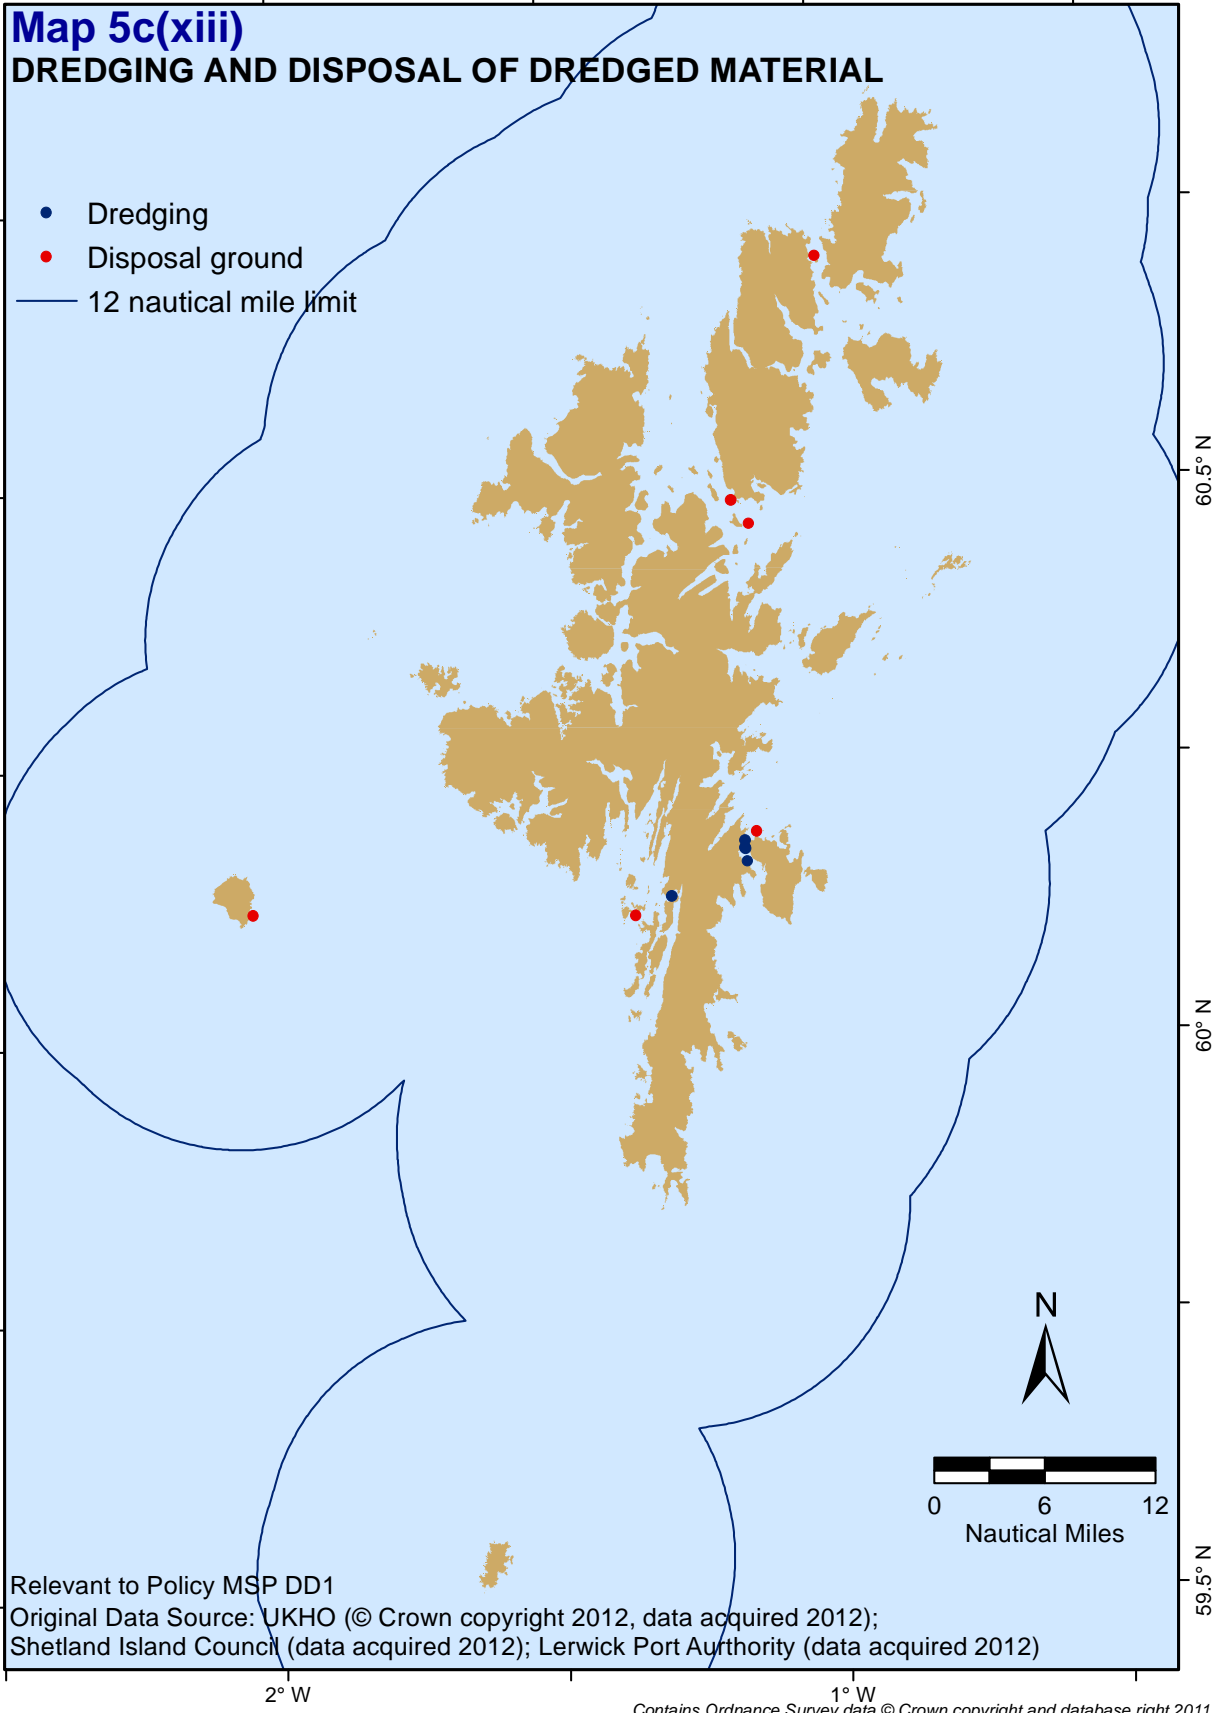 Map 5c(xiii)
DREDGING AND DISPOSAL OF DREDGED MATERIAL
Dredging
Disposal ground
12 nautical mile limit
60.5° N
60° N
N
0 6 12
Nautical Miles
59.5° N
Relevant to Policy MSP DD1
Original Data Source: UKHO (© Crown copyright 2012, data acquired 2012);
Shetland Island Council (data acquired 2012); Lerwick Port Aurthority (data acquired 2012)
2° W 1° W
Contains Ordnance Survey data © Crown copyright and database right 2011